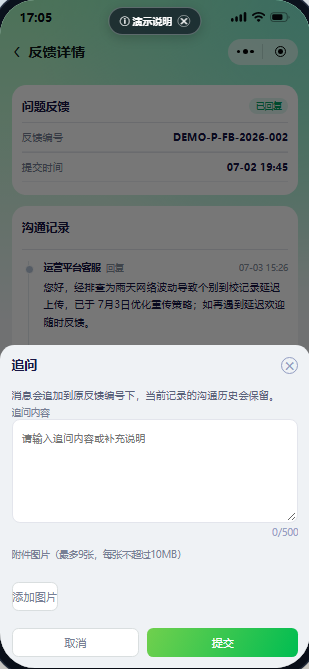 17:05
演示说明
反馈详情
问题反馈
已回复
反馈编号
DEMO-P-FB-2026-002
提交时间
07-02 19:45
沟通记录
运营平台客服 回复
07-03 15:26
您好，经排查为雨天网络波动导致个别到校记录延迟
上传，已于 7月3日优化重传策略；如再遇到延迟欢迎
随时反馈。
追问
消息会追加到原反馈编号下，当前记录的沟通历史会保留。
追问内容
请输入追问内容或补充说明
0/500
附件图片（最多9张，每张不超过10MB）
添加图片
取消
提交